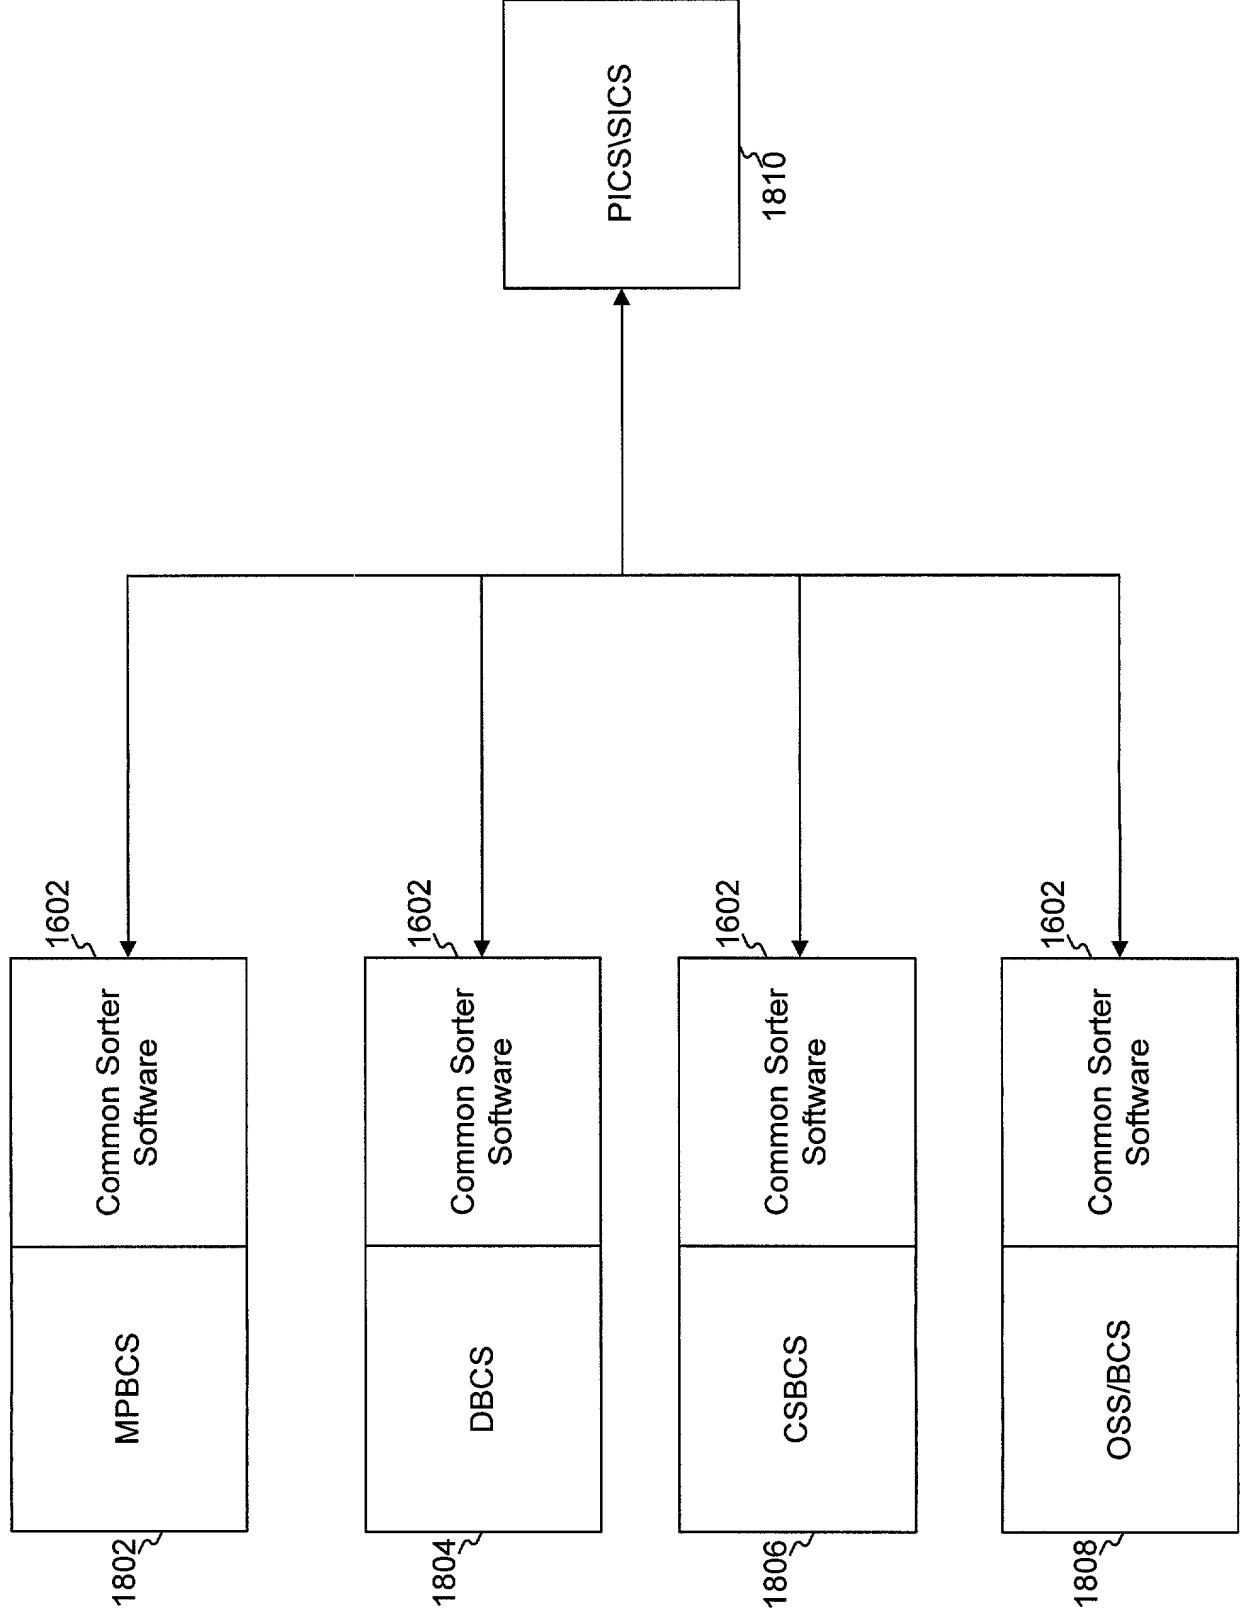 MPBCS
Common Sorter
Software
1602
1802
DBCS
Common Sorter
Software
1602
1804
PICS\SICS
1810
CSBCS
Common Sorter
Software
1602
1806
OSS/BCS
Common Sorter
Software
1602
1808